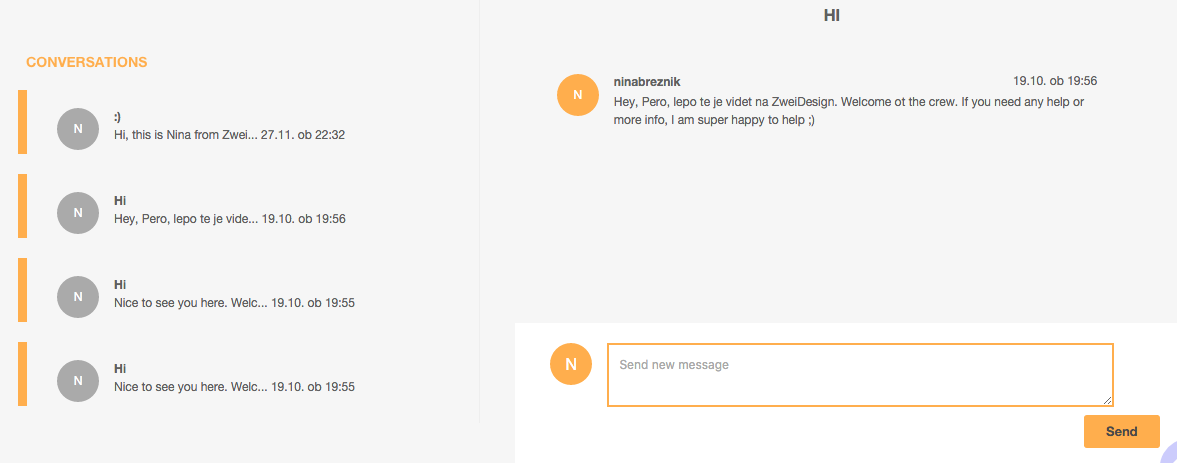 HI
CONVERSATIONS
N
:)
Hi, this is Nina from Zwei... 27.11. ob 22:32
N
Hi
Hey, Pero, lepo te je vide... 19.10. ob 19:56
N
Hi
Nice to see you here. Welc... 19.10. ob 19:55
N
Hi
Nice to see you here. Welc... 19.10. ob 19:55
N
ninabreznik 19.10. ob 19:56
Hey, Pero, lepo te je videt na ZweiDesign. Welcome ot the crew. If you need any help or
more info, I am super happy to help ;)
N
Send new message
Send